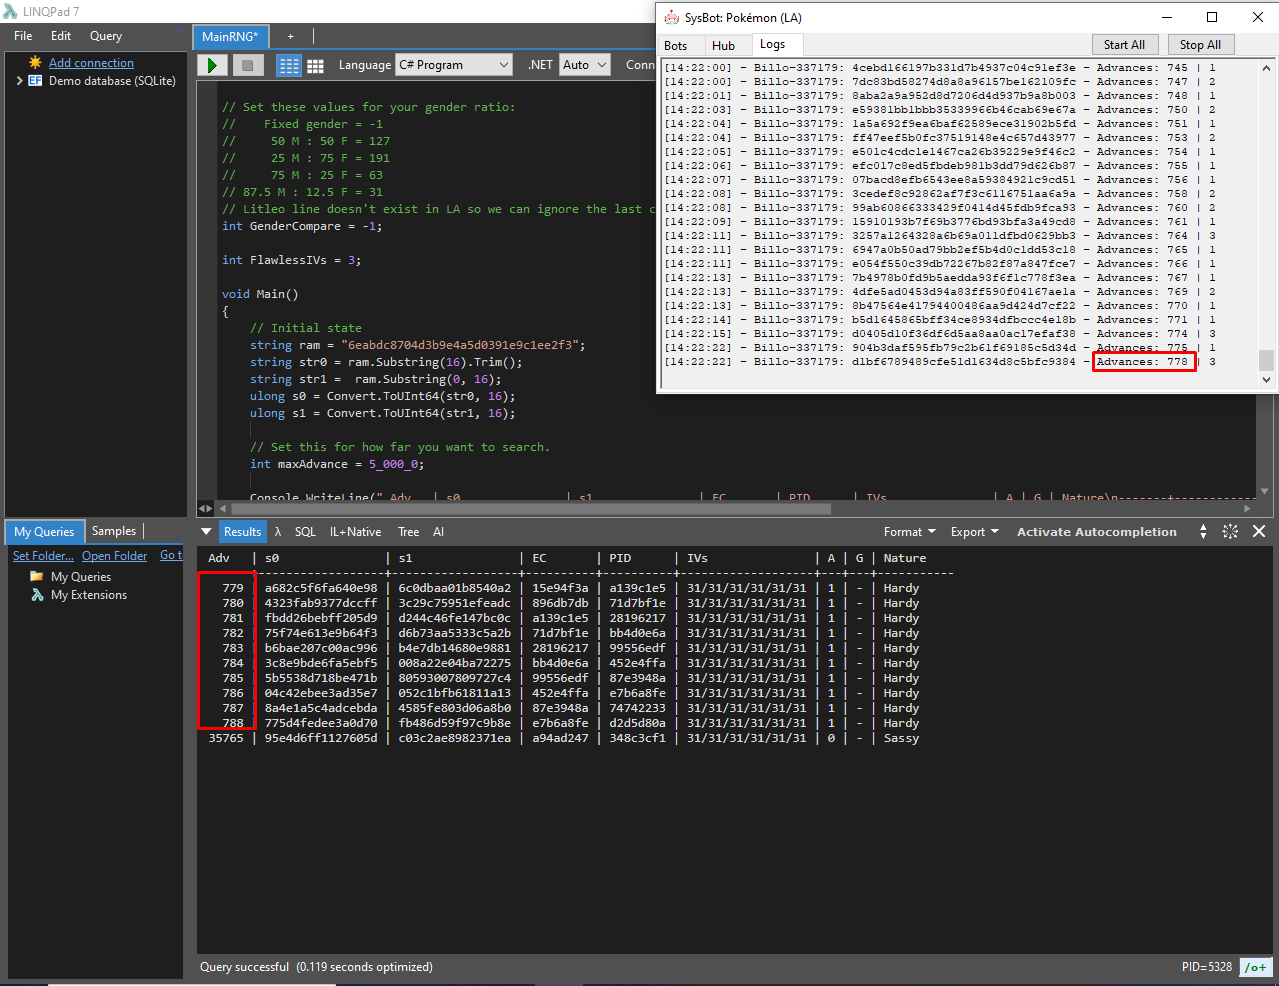 LINQPad 7
File Edit Query
Add connection
Demo database (SQLite)
MainRNG* +
Language C# Program .NET Auto Conn
// Set these values for your gender ratio:
//    Fixed gender = -1
//     50 M : 50 F = 127
//     25 M : 75 F = 191
//     75 M : 25 F = 63
// 87.5 M : 12.5 F = 31
// Litleo line doesn't exist in LA so we can ignore the last c
int GenderCompare = -1;
int FlawlessIVs = 3;
void Main()
{
// Initial state
string ram = "6eabdc8704d3b9e4a5d0391e9c1ee2f3";
string str0 = ram.Substring(16).Trim();
string str1 =  ram.Substring(0, 16);
ulong s0 = Convert.ToUInt64(str0, 16);
ulong s1 = Convert.ToUInt64(str1, 16);
// Set this for how far you want to search.
int maxAdvance = 5_000_0;
Console.WriteLine(" Adv   | s0 | s1 | EC | PID | IVs | A | G | Nature\n-------+------------
SysBot: Pokémon (LA)
Bots Hub Logs
Start All Stop All
[14:22:00] - Billo-337179: 4cebd166197b331d7b4937c04c91ef3e - Advances: 745 | 1
[14:22:00] - Billo-337179: 7dc83bd58274d8a8a96157be162109fc - Advances: 747 | 2
[14:22:01] - Billo-337179: 8aba2a9a952d8d7206d4d937b9a8b003 - Advances: 748 | 1
[14:22:03] - Billo-337179: e59381bb1bbb35339966b46cab69e67a - Advances: 750 | 2
[14:22:04] - Billo-337179: 1a5a692f9ea6baf62589ece31902b5fd - Advances: 751 | 1
[14:22:04] - Billo-337179: ff47eef5b0fc37519148e4c657d43977 - Advances: 753 | 2
[14:22:05] - Billo-337179: e501c4cdc1e1467ca26b39229e9f46c2 - Advances: 754 | 1
[14:22:06] - Billo-337179: efc017c8ed5fbdeb981b3dd79d626b87 - Advances: 755 | 1
[14:22:07] - Billo-337179: 07bacd8efb6543ee8a59384921c9cd51 - Advances: 756 | 1
[14:22:08] - Billo-337179: 3cedef8c92862af7f3c6116751aa6a9a - Advances: 758 | 2
[14:22:08] - Billo-337179: 99ab60866333429f0414d45fdb9fca93 - Advances: 760 | 2
[14:22:09] - Billo-337179: 15910193b7f69b3776bd93bfa3a49cd8 - Advances: 761 | 1
[14:22:11] - Billo-337179: 3257a1264328a6b69a011dfbd0629bb3 - Advances: 764 | 3
[14:22:11] - Billo-337179: 6947a0b50ad79bb2ef5b4d0c1dd53c18 - Advances: 765 | 1
[14:22:11] - Billo-337179: e054f550c39db72267b82f87a847fce7 - Advances: 766 | 1
[14:22:13] - Billo-337179: 7b4978b0fd9b5aedda93f6f1c778f3ea - Advances: 767 | 1
[14:22:13] - Billo-337179: 4dfe5ad0453d94a83ff590f04167ae1a - Advances: 769 | 2
[14:22:13] - Billo-337179: 8b47564e41794400486aa9d424d7cf22 - Advances: 770 | 1
[14:22:14] - Billo-337179: b5d1645865bff34ce8934dfbccc4e18b - Advances: 771 | 1
[14:22:15] - Billo-337179: d0405d10f36df6d5aa8aa0ac17efaf38 - Advances: 774 | 3
[14:22:22] - Billo-337179: 904b3daf595fb79c2b61f69185c5d34d - Advances: 775 | 1
[14:22:22] - Billo-337179: d1bf6789489cfe51d1634d8c5bfc9384 - Advances: 778 | 3
My Queries Samples
Set Folder... Open Folder Go t
My Queries
My Extensions
Results λ SQL IL+Native Tree AI Format Export Activate Autocompletion
Adv | s0 | s1 | EC | PID | IVs | A | G | Nature
779 | a682c5f6fa640e98 | 6c0dbaa01b8540a2 | 15e94f3a | a139c1e5 | 31/31/31/31/31/31 | 1 | - | Hardy
780 | 4323fab9377dccff | 3c29c75951efeadc | 896db7db | 71d7bf1e | 31/31/31/31/31/31 | 1 | - | Hardy
781 | fbdd26bebff205d9 | d244c46fe147bc0c | a139c1e5 | 28196217 | 31/31/31/31/31/31 | 1 | - | Hardy
782 | 75f74e613e9b64f3 | d6b73aa5333c5a2b | 71d7bf1e | bb4d0e6a | 31/31/31/31/31/31 | 1 | - | Hardy
783 | b6bae207c00ac996 | b4e7db14680e9881 | 28196217 | 99556edf | 31/31/31/31/31/31 | 1 | - | Hardy
784 | 3c8e9bde6fa5ebf5 | 008a22e04ba72275 | bb4d0e6a | 452e4ffa | 31/31/31/31/31/31 | 1 | - | Hardy
785 | 5b5538d718be471b | 80593007809727c4 | 99556edf | 87e3948a | 31/31/31/31/31/31 | 1 | - | Hardy
786 | 04c42ebee3ad35e7 | 052c1bfb61811a13 | 452e4ffa | e7b6a8fe | 31/31/31/31/31/31 | 1 | - | Hardy
787 | 8a4e1a5c4adcebda | 4585fe803d06a8b0 | 87e3948a | 74742233 | 31/31/31/31/31/31 | 1 | - | Hardy
788 | 775d4fedee3a0d70 | fb486d59f97c9b8e | e7b6a8fe | d2d5d80a | 31/31/31/31/31/31 | 1 | - | Hardy
35765 | 95e4d6ff1127605d | c03c2ae8982371ea | a94ad247 | 348c3cf1 | 31/31/31/31/31/31 | 0 | - | Sassy
Query successful  (0.119 seconds optimized) PID=5328 /o+